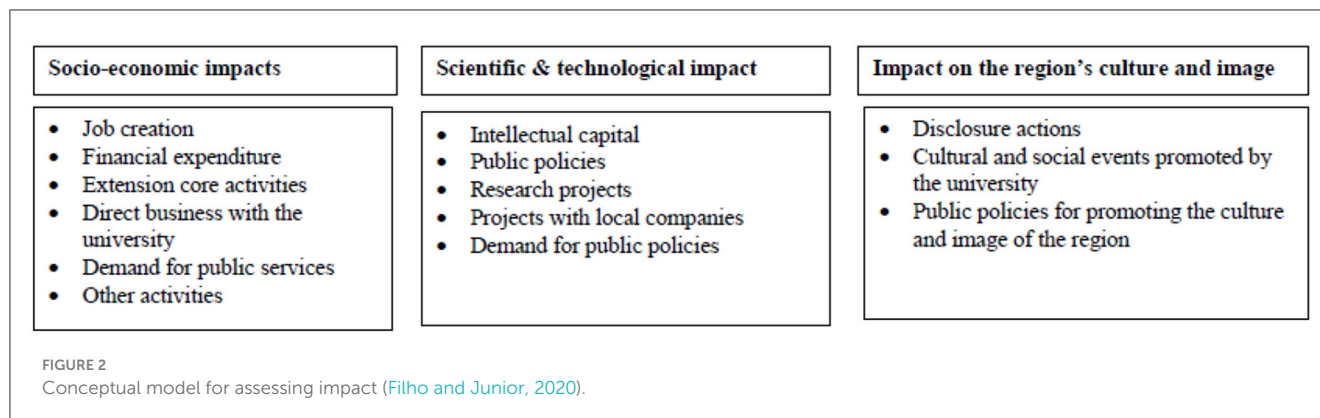 Socio-economic impacts
• Job creation
• Financial expenditure
• Extension core activities
• Direct business with the
university
• Demand for public services
• Other activities
Scientific & technological impact
• Intellectual capital
• Public policies
• Research projects
• Projects with local companies
• Demand for public policies
Impact on the region's culture and image
• Disclosure actions
• Cultural and social events promoted by
the university
• Public policies for promoting the culture
and image of the region
FIGURE 2
Conceptual model for assessing impact (Filho and Junior, 2020).